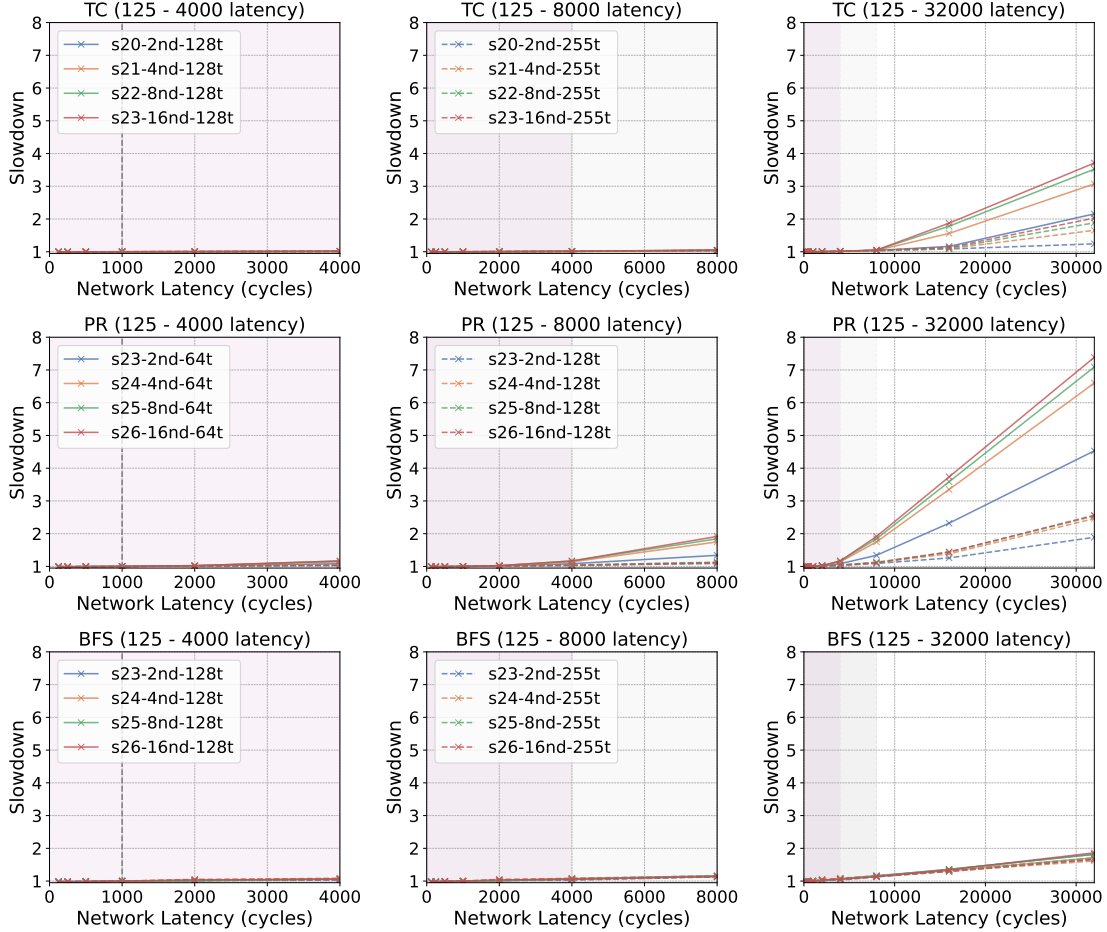 TC (125 - 4000 latency)
8
7
6
5
4
3
2
1
Slowdown
s20-2nd-128t
s21-4nd-128t
s22-8nd-128t
s23-16nd-128t
0 1000 2000 3000 4000
Network Latency (cycles)
TC (125 - 8000 latency)
8
7
6
5
4
3
2
1
Slowdown
s20-2nd-255t
s21-4nd-255t
s22-8nd-255t
s23-16nd-255t
0 2000 4000 6000 8000
Network Latency (cycles)
TC (125 - 32000 latency)
8
7
6
5
4
3
2
1
Slowdown
0 10000 20000 30000
Network Latency (cycles)
PR (125 - 4000 latency)
8
7
6
5
4
3
2
1
Slowdown
s23-2nd-64t
s24-4nd-64t
s25-8nd-64t
s26-16nd-64t
0 1000 2000 3000 4000
Network Latency (cycles)
PR (125 - 8000 latency)
8
7
6
5
4
3
2
1
Slowdown
s23-2nd-128t
s24-4nd-128t
s25-8nd-128t
s26-16nd-128t
0 2000 4000 6000 8000
Network Latency (cycles)
PR (125 - 32000 latency)
8
7
6
5
4
3
2
1
Slowdown
0 10000 20000 30000
Network Latency (cycles)
BFS (125 - 4000 latency)
8
7
6
5
4
3
2
1
Slowdown
s23-2nd-128t
s24-4nd-128t
s25-8nd-128t
s26-16nd-128t
0 1000 2000 3000 4000
Network Latency (cycles)
BFS (125 - 8000 latency)
8
7
6
5
4
3
2
1
Slowdown
s23-2nd-255t
s24-4nd-255t
s25-8nd-255t
s26-16nd-255t
0 2000 4000 6000 8000
Network Latency (cycles)
BFS (125 - 32000 latency)
8
7
6
5
4
3
2
1
Slowdown
0 10000 20000 30000
Network Latency (cycles)